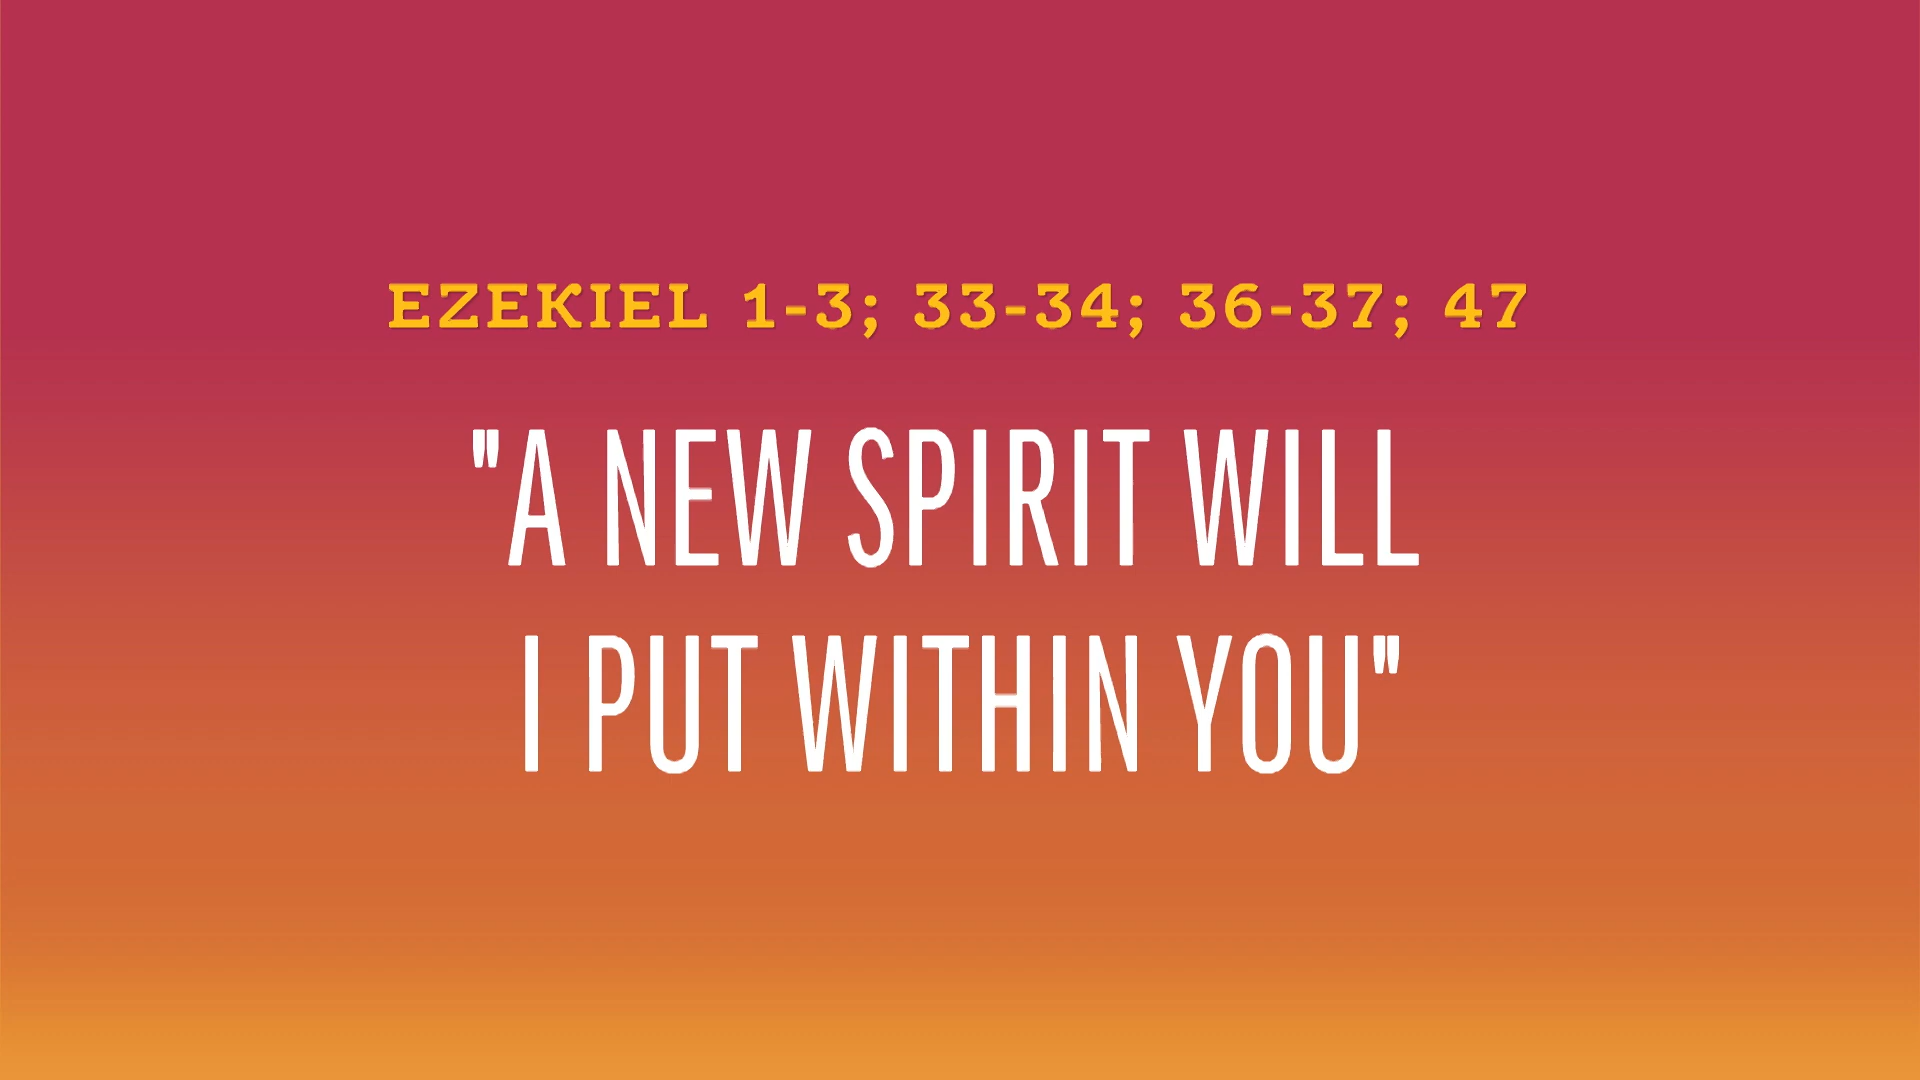 EZEKIEL 1-3; 33-34; 36-37; 47
"A NEW SPIRIT WILL
I PUT WITHIN YOU"